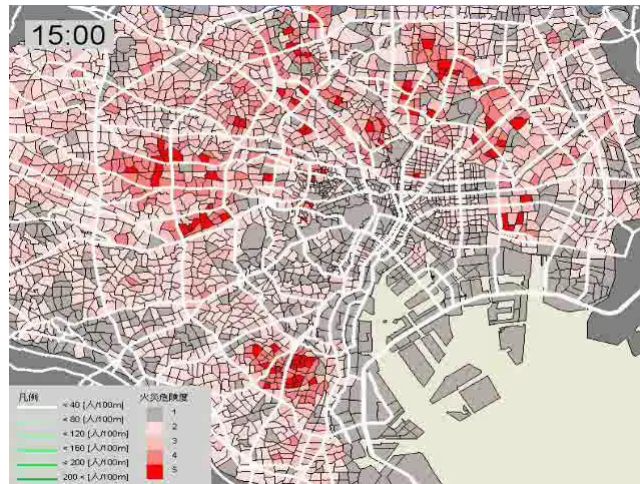 15:00
凡例
< 40 [人/100m]
< 80 [人/100m]
< 120 [人/100m]
< 160 [人/100m]
< 200 [人/100m]
200 < [人/100m]
火災危険度
1
2
3
4
5